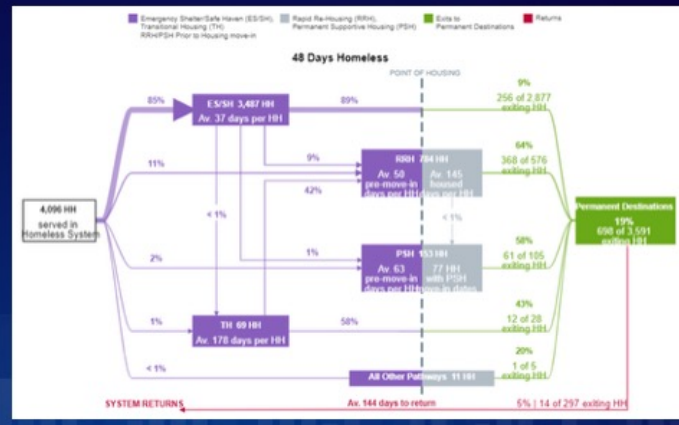 Emergency Shelter/Safe Haven (ES/SH),
Transitional Housing (TH)
RRH/PSH Prior to Housing move-in
Rapid Re-Housing (RRH),
Permanent Supportive Housing (PSH)
Exits to
Permanent Destinations
Returns
48 Days Homeless
POINT OF HOUSING
85%
ES/SH 3,487 HH
Av. 37 days per HH
89%
9%
256 of 2,877
exiting HH
11%
9%
42%
RRH 784 HH
Av. 50
pre-move-in
days per HH
Av. 145
housed
days per HH
64%
368 of 576
exiting HH
4,096 HH
served in
Homeless System
< 1%
< 1%
Permanent Destinations
19%
698 of 3,591
exiting HH
2%
1%
PSH 153 HH
Av. 63
pre-move-in
days per HH
77 HH
with PSH
move-in dates
58%
61 of 105
exiting HH
1%
TH 69 HH
Av. 178 days per HH
58%
43%
12 of 28
exiting HH
< 1%
All Other Pathways 11 HH
20%
1 of 5
exiting HH
SYSTEM RETURNS
Av. 144 days to return
5% | 14 of 297 exiting HH